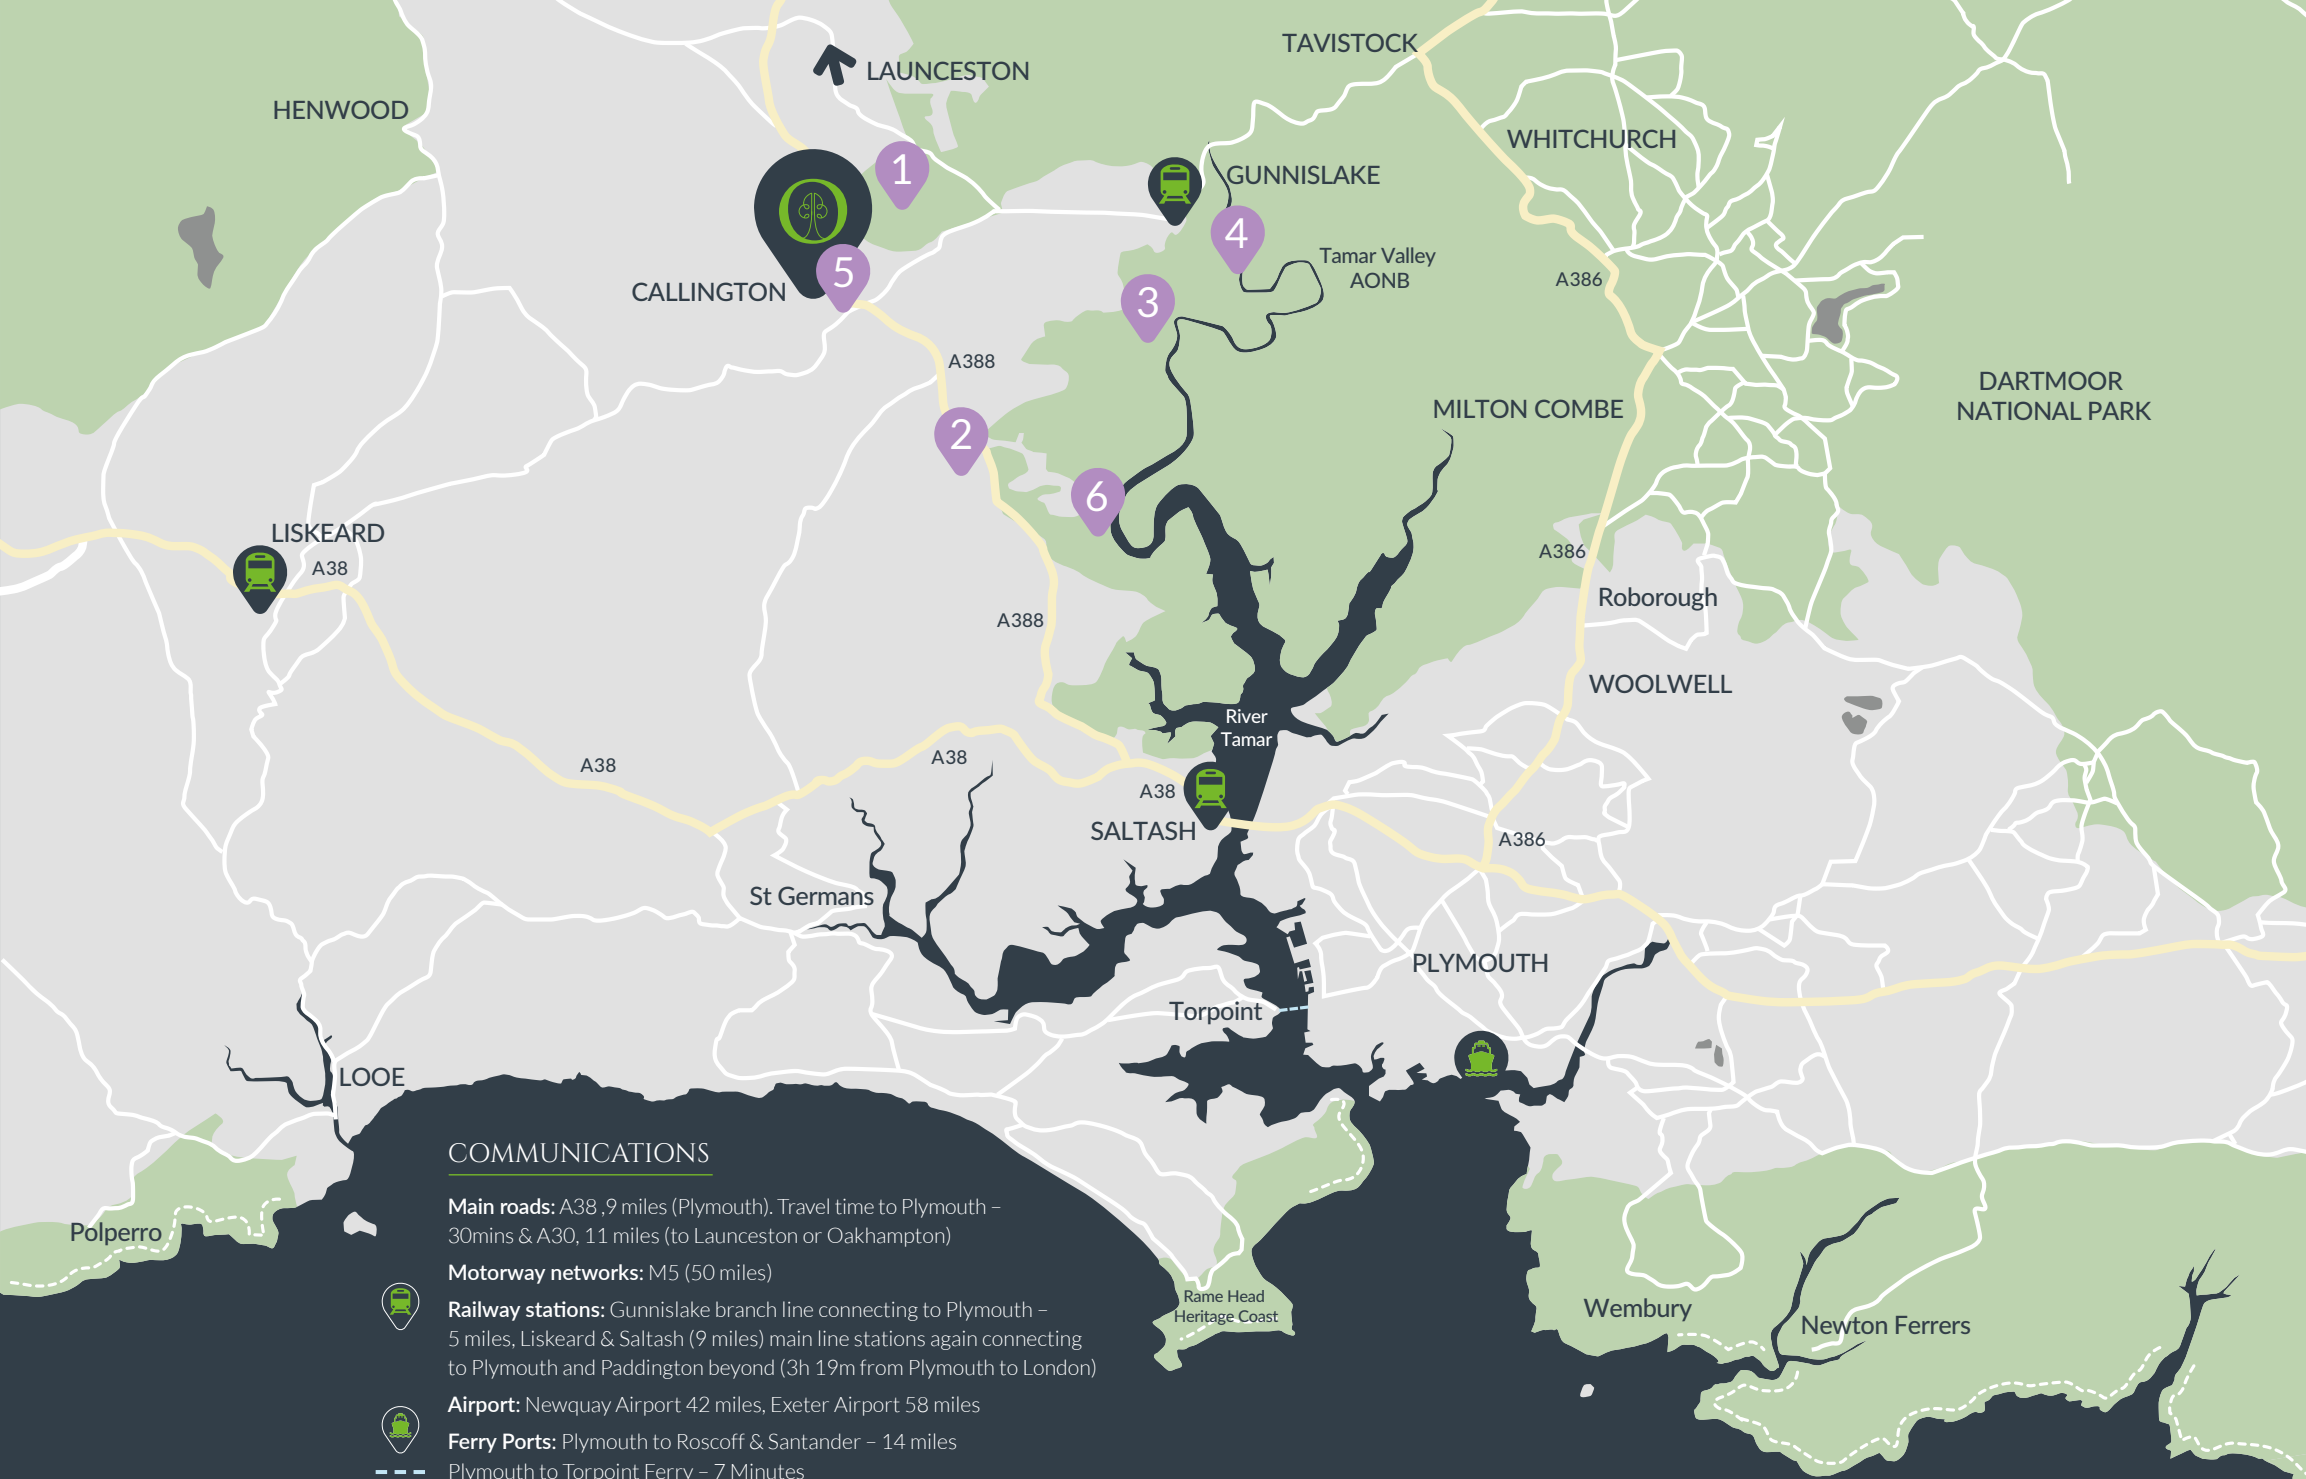 TAVISTOCK
LAUNCESTON
HENWOOD
WHITCHURCH
1
GUNNISLAKE
4
Tamar Valley
AONB
5
A386
CALLINGTON
3
A388
DARTMOOR
NATIONAL PARK
MILTON COMBE
2
6
LISKEARD
A38
A386
Roborough
A388
WOOLWELL
River
Tamar
A38
A38
A38
SALTASH
A386
St Germans
PLYMOUTH
Torpoint
LOOE
Polperro
Rame Head
Heritage Coast
Wembury
Newton Ferrers
COMMUNICATIONS
Main roads: A38 ,9 miles (Plymouth). Travel time to Plymouth –
30mins & A30, 11 miles (to Launceston or Oakhampton)
Motorway networks: M5 (50 miles)
Railway stations: Gunnislake branch line connecting to Plymouth –
5 miles, Liskeard & Saltash (9 miles) main line stations again connecting
to Plymouth and Paddington beyond (3h 19m from Plymouth to London)
Airport: Newquay Airport 42 miles, Exeter Airport 58 miles
Ferry Ports: Plymouth to Roscoff & Santander – 14 miles
Plymouth to Torpoint Ferry – 7 Minutes